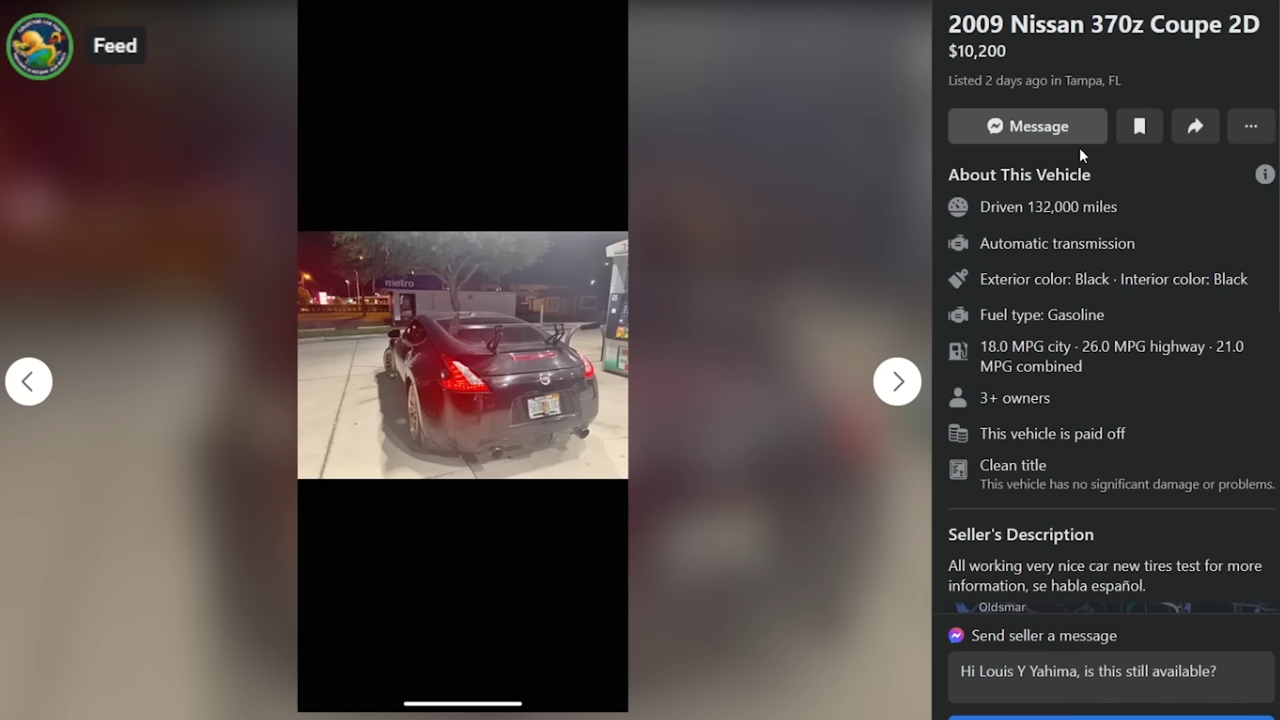 Feed
metro
2009 Nissan 370z Coupe 2D
$10,200
Listed 2 days ago in Tampa, FL
Message
About This Vehicle
Driven 132,000 miles
Automatic transmission
Exterior color: Black · Interior color: Black
Fuel type: Gasoline
18.0 MPG city · 26.0 MPG highway · 21.0
MPG combined
3+ owners
This vehicle is paid off
Clean title
This vehicle has no significant damage or problems.
Seller's Description
All working very nice car new tires test for more
information, se habla español.
Oldsmar
Send seller a message
Hi Louis Y Yahima, is this still available?